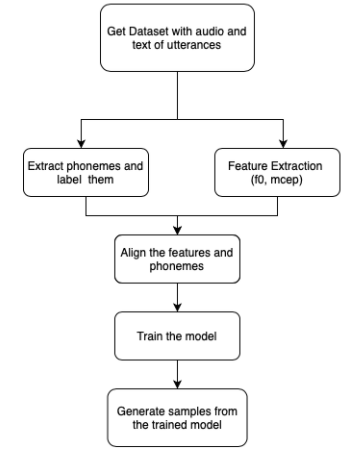 Get Dataset with audio and
text of utterances
Extract phonemes and
label them
Feature Extraction
(f0, mcep)
Align the features and
phonemes
Train the model
Generate samples from
the trained model